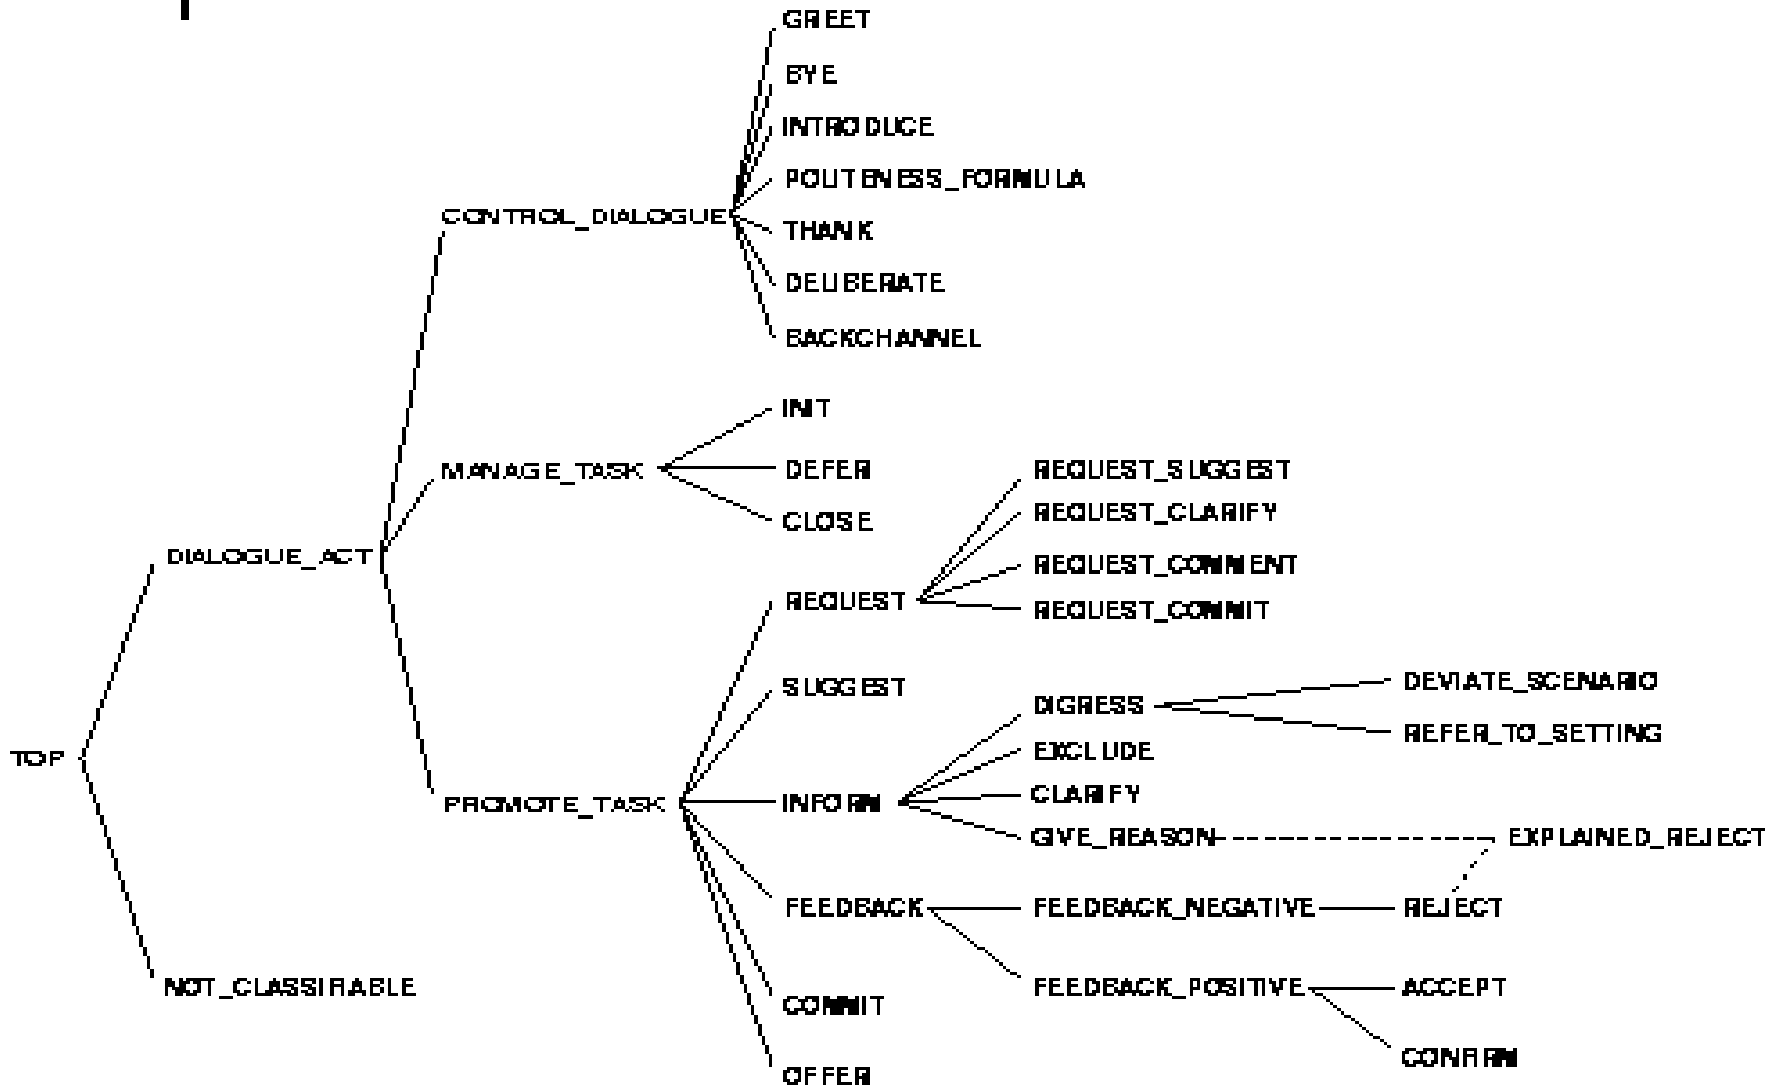 GREET
BYE
INTRODUCE
POLITENESS_FORMULA
CONTROL_DIALOGUE
THANK
DELIBERATE
BACKCHANNEL
INIT
MANAGE_TASK
DEFER
REQUEST_SUGGEST
CLOSE
REQUEST_CLARIFY
DIALOGUE_ACT
REQUEST_COMMENT
REQUEST
REQUEST_COMMIT
SUGGEST
DEVIATE_SCENARIO
DIGRESS
REFER_TO_SETTING
TOP
EXCLUDE
PROMOTE_TASK
INFORM
CLARIFY
GIVE_REASON
EXPLAINED_REJECT
FEEDBACK
FEEDBACK_NEGATIVE
REJECT
NOT_CLASSIFIABLE
FEEDBACK_POSITIVE
ACCEPT
COMMIT
CONFIRM
OFFER